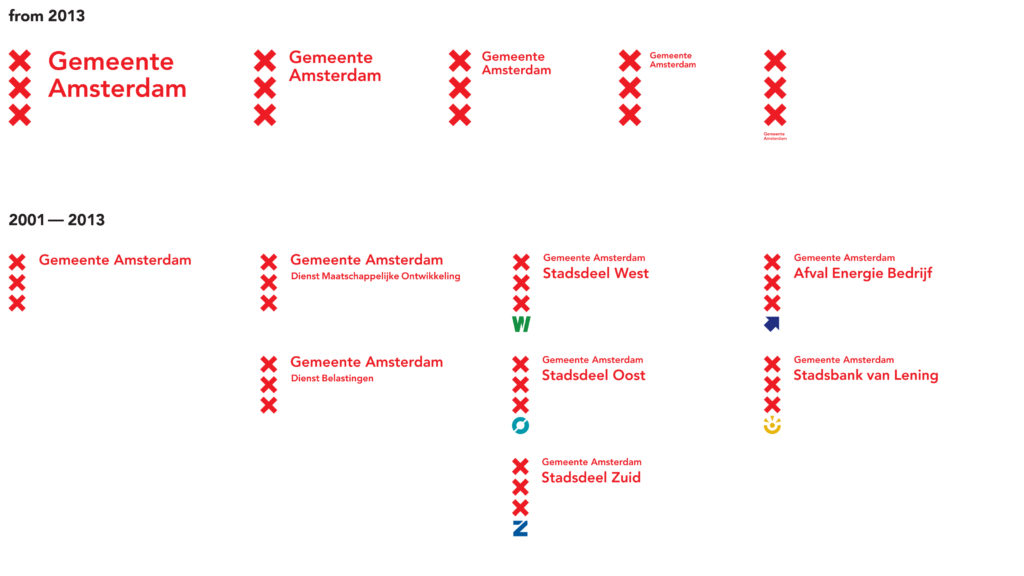 from 2013
Gemeente
Amsterdam
Gemeente
Amsterdam
Gemeente
Amsterdam
Gemeente
Amsterdam
Gemeente
Amsterdam
2001 — 2013
Gemeente Amsterdam
Gemeente Amsterdam
Dienst Maatschappelijke Ontwikkeling
Gemeente Amsterdam
Stadsdeel West
W
Gemeente Amsterdam
Afval Energie Bedrijf
Gemeente Amsterdam
Dienst Belastingen
Gemeente Amsterdam
Stadsdeel Oost
Gemeente Amsterdam
Stadsbank van Lening
Gemeente Amsterdam
Stadsdeel Zuid
Z